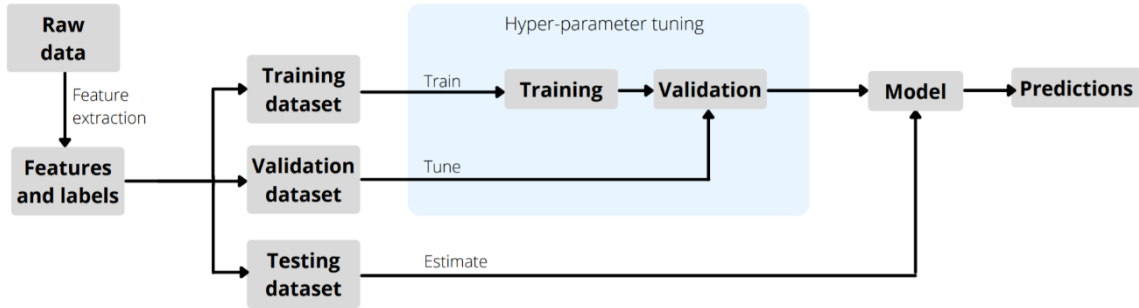 Hyper-parameter tuning
Raw
data
Feature
extraction
Features
and labels
Training
dataset
Train
Training
Validation
Model
Predictions
Validation
dataset
Tune
Testing
dataset
Estimate